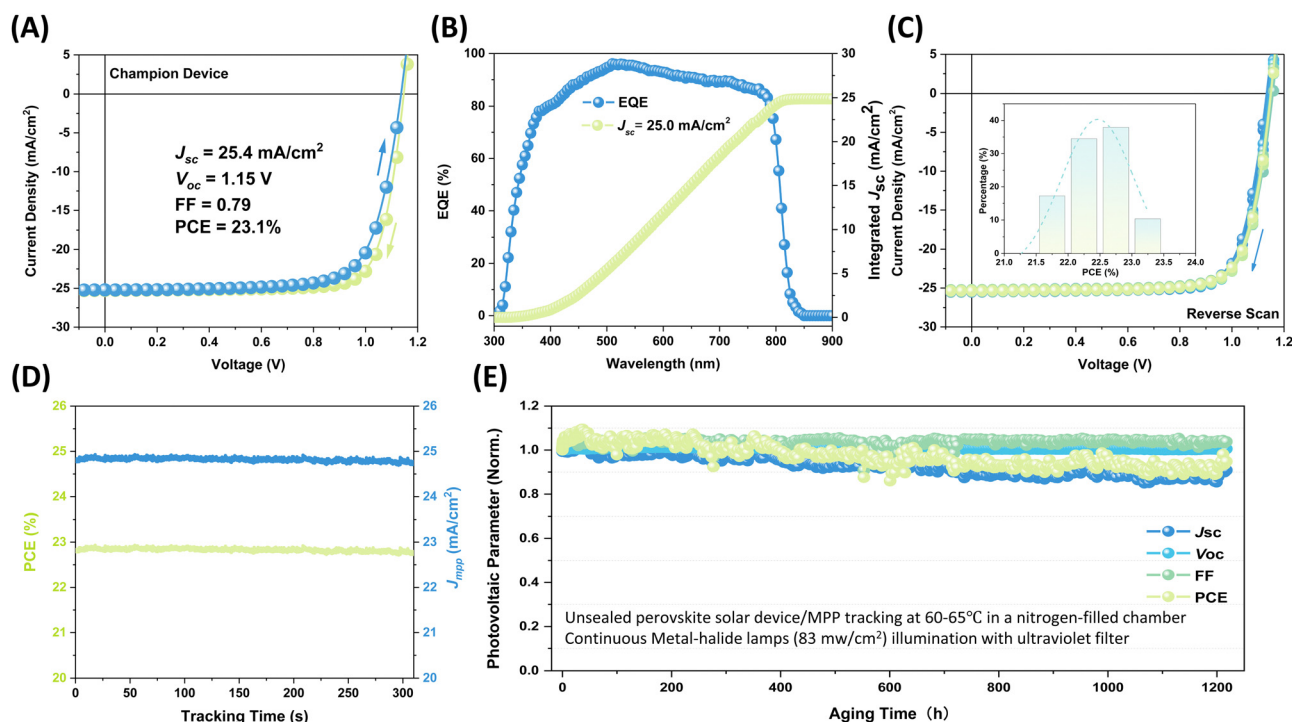 (A)
5
0
-5
-10
-15
-20
-25
-30
Current Density (mA/cm²)
Champion Device
Jsc = 25.4 mA/cm²
Voc = 1.15 V
FF = 0.79
PCE = 23.1%
0.0 0.2 0.4 0.6 0.8 1.0 1.2
Voltage (V)
(B)
100
80
60
40
20
0
EQE (%)
EQE
Jsc = 25.0 mA/cm²
30
25
20
15
10
5
0
Integrated JSC (mA/cm²)
300 400 500 600 700 800 900
Wavelength (nm)
(C)
5
0
-5
-10
-15
-20
-25
-30
Current Density (mA/cm²)
40
30
20
10
0
Percentage (%)
21.0 21.5 22.0 22.5 23.0 23.5 24.0
PCE (%)
Reverse Scan
0.0 0.2 0.4 0.6 0.8 1.0 1.2
Voltage (V)
(D)
26
25
24
23
22
21
20
PCE (%)
26
25
24
23
22
21
20
Jmpp (mA/cm²)
0 50 100 150 200 250 300
Tracking Time (s)
(E)
1.2
1.0
0.8
0.6
0.4
0.2
0.0
Photovoltaic Parameter (Norm.)
Jsc
Voc
FF
PCE
Unsealed perovskite solar device/MPP tracking at 60-65℃ in a nitrogen-filled chamber
Continuous Metal-halide lamps (83 mw/cm²) illumination with ultraviolet filter
0 200 400 600 800 1000 1200
Aging Time（h）